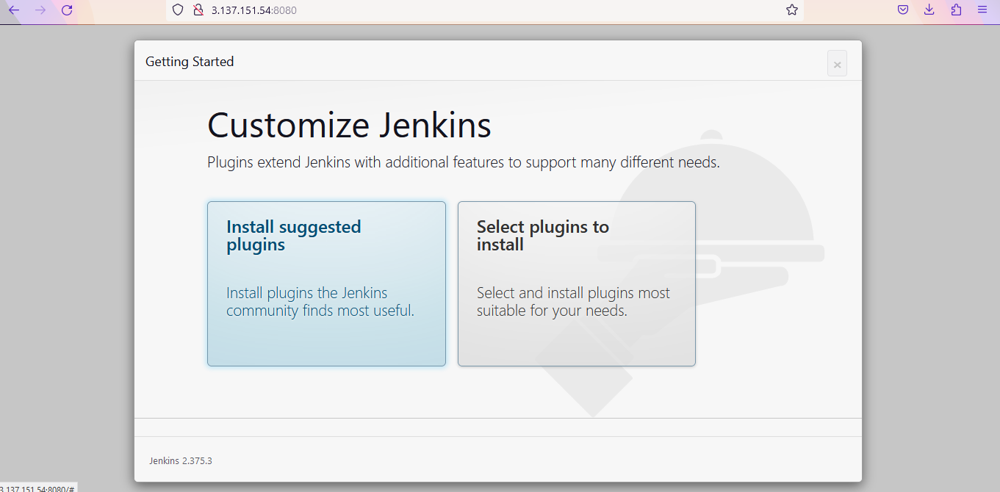 3.137.151.54:8080
Getting Started
×
Customize Jenkins
Plugins extend Jenkins with additional features to support many different needs.
Install suggested
plugins
Install plugins the Jenkins
community finds most useful.
Select plugins to
install
Select and install plugins most
suitable for your needs.
Jenkins 2.375.3
3.137.151.54:8080/#